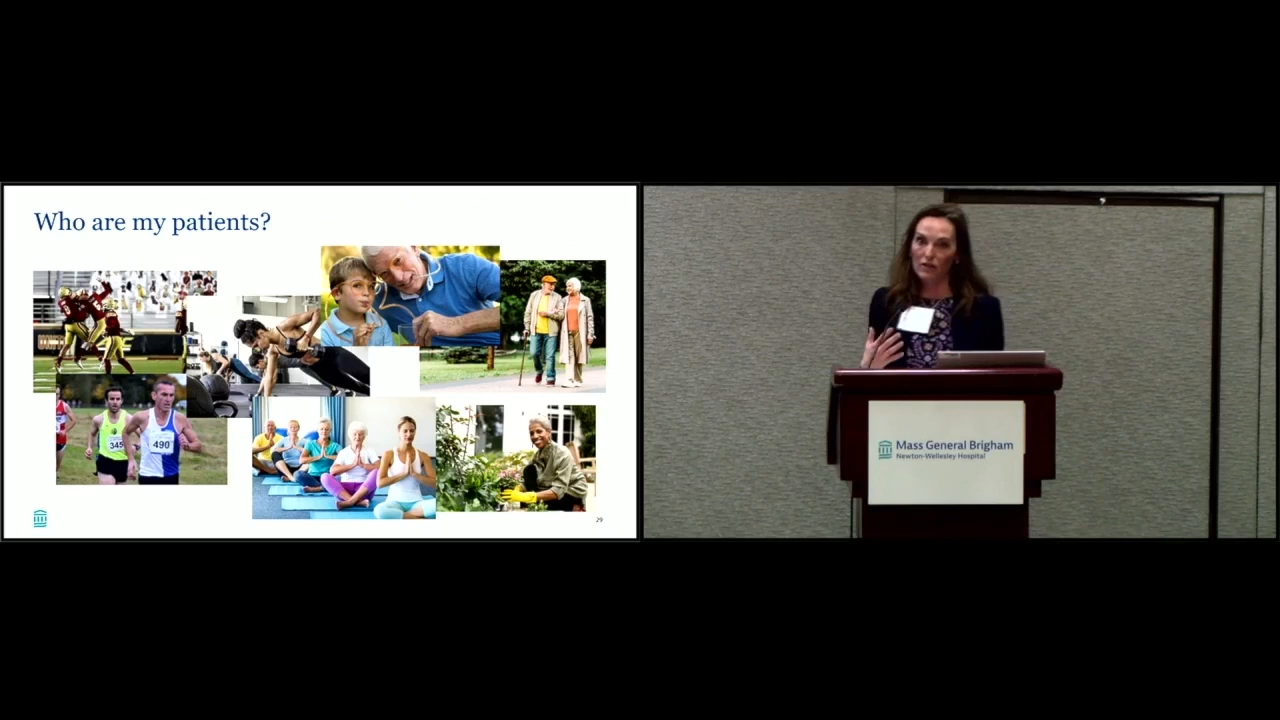 Who are my patients?
345
490
29
Mass General Brigham
Newton-Wellesley Hospital